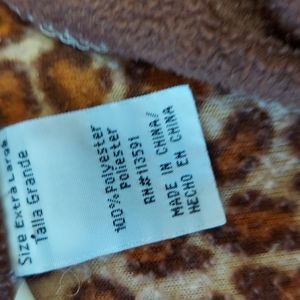 Size Extra Large
Talla Grande
100% Polyester
Poliester
RN#113591
MADE IN CHINA/
HECHO EN CHINA